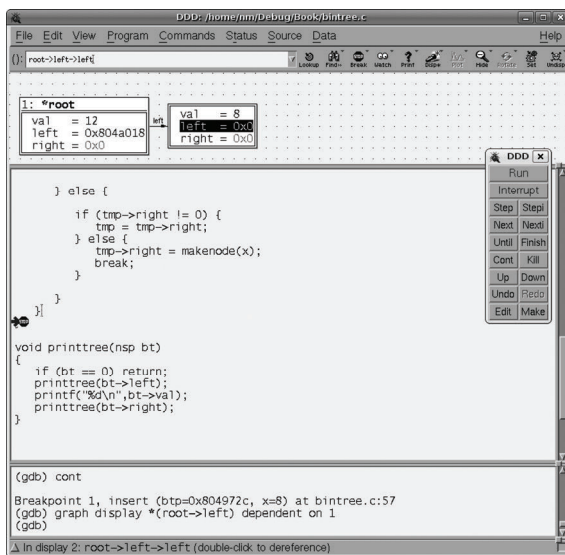 DDD: /home/nm/Debug/Book/bintree.c
File Edit View Program Commands Status Source Data Help
(): root->left->left
Lookup Find» Break Watch Print Disp» Plot Hide Rotate Set Undisp
1: *root
val = 12
left = 0x804a018
right = 0x0
left
val = 8
left = 0x0
right = 0x0
DDD
Run
Interrupt
Step Stepi
Next Nexti
Until Finish
Cont Kill
Up Down
Undo Redo
Edit Make
} else {
if (tmp->right != 0) {
tmp = tmp->right;
} else {
tmp->right = makenode(x);
break;
}
}
}
void printtree(nsp bt)
{
if (bt == 0) return;
printtree(bt->left);
printf("%d\n",bt->val);
printtree(bt->right);
}
(gdb) cont
Breakpoint 1, insert (btp=0x804972c, x=8) at bintree.c:57
(gdb) graph display *(root->left) dependent on 1
(gdb)
In display 2: root->left->left (double-click to dereference)